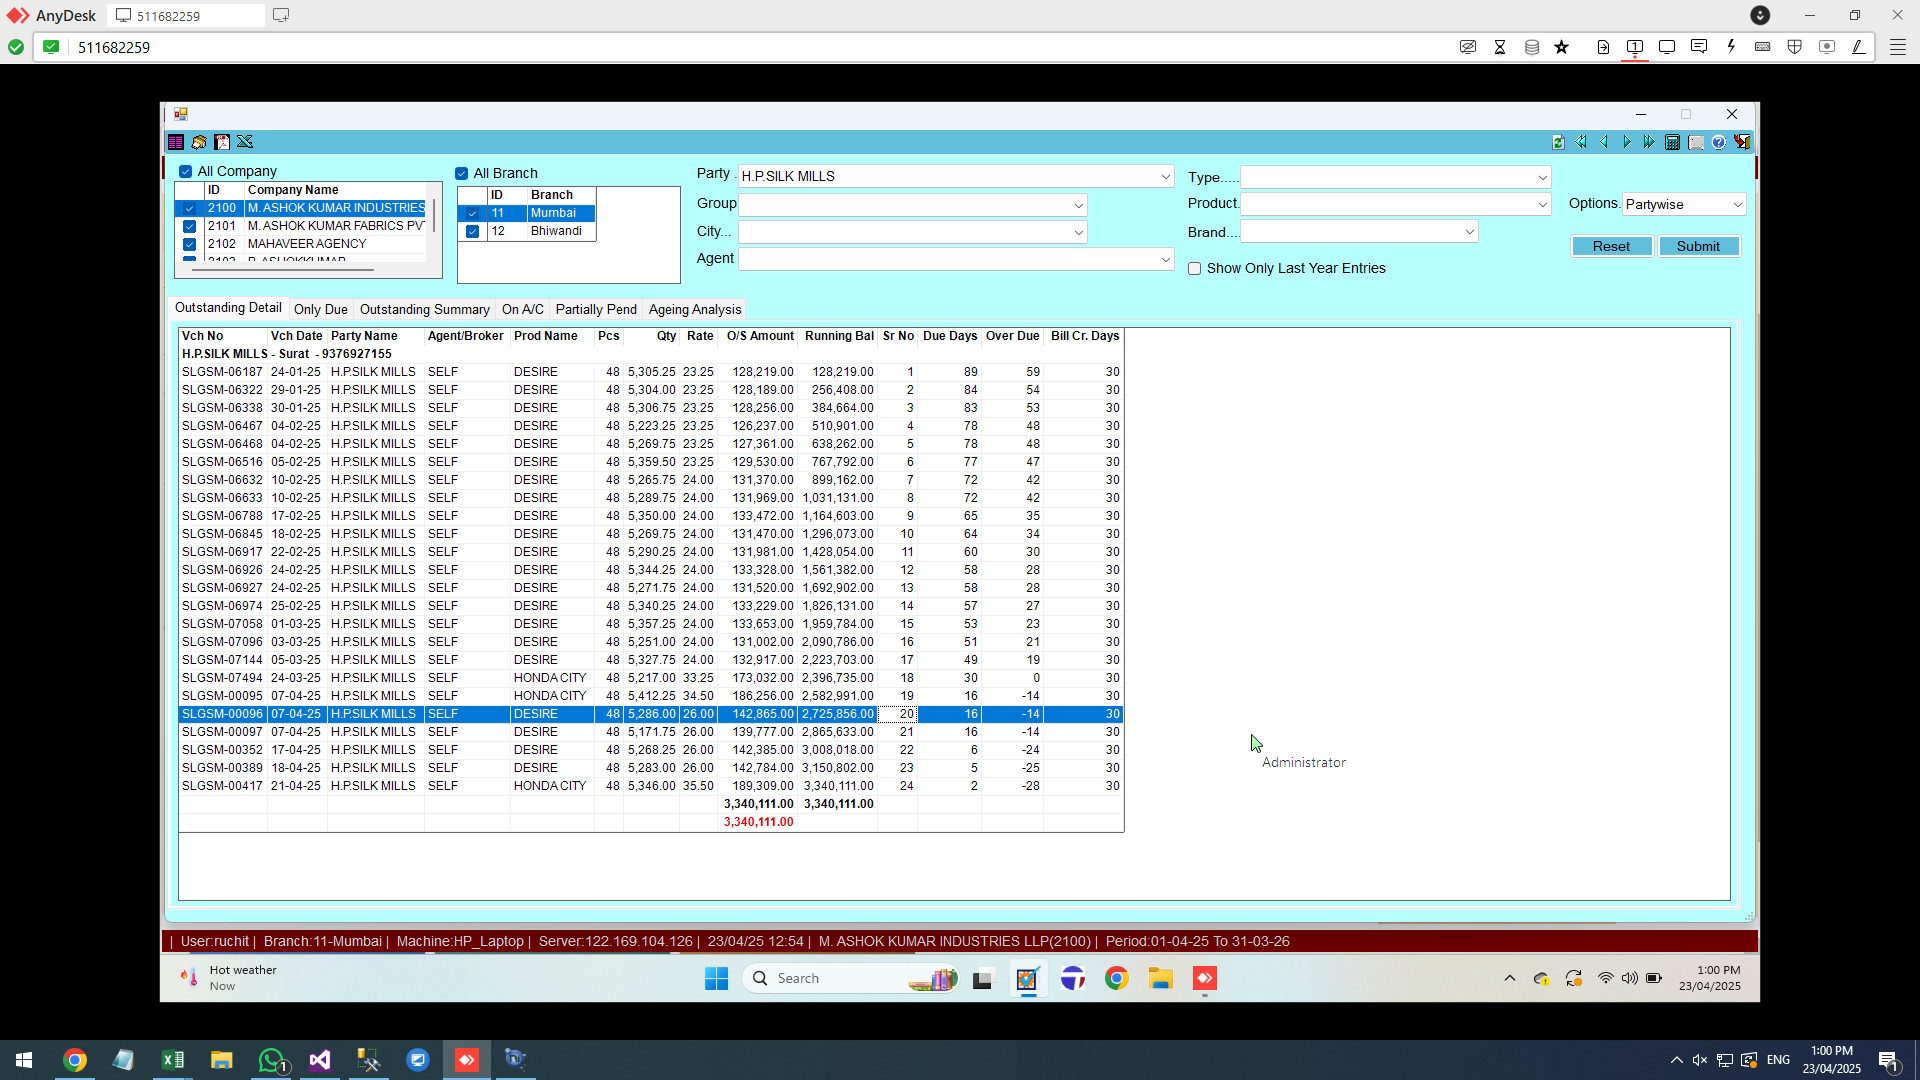 AnyDesk 511682259
511682259
All Company
ID Company Name
2100 M. ASHOK KUMAR INDUSTRIES
2101 M. ASHOK KUMAR FABRICS PV
2102 MAHAVEER AGENCY
All Branch
ID Branch
11 Mumbai
12 Bhiwandi
Party . H.P.SILK MILLS
Group
City...
Agent
Type.....
Product.
Brand....
Show Only Last Year Entries
Options. Partywise
Reset Submit
Outstanding Detail Only Due Outstanding Summary On A/C Partially Pend Ageing Analysis
Vch No Vch Date Party Name Agent/Broker Prod Name Pcs Qty Rate O/S Amount Running Bal Sr No Due Days Over Due Bill Cr. Days
H.P.SILK MILLS - Surat - 9376927155
SLGSM-06187 24-01-25 H.P.SILK MILLS SELF DESIRE 48 5,305.25 23.25 128,219.00 128,219.00 1 89 59 30
SLGSM-06322 29-01-25 H.P.SILK MILLS SELF DESIRE 48 5,304.00 23.25 128,189.00 256,408.00 2 84 54 30
SLGSM-06338 30-01-25 H.P.SILK MILLS SELF DESIRE 48 5,306.75 23.25 128,256.00 384,664.00 3 83 53 30
SLGSM-06467 04-02-25 H.P.SILK MILLS SELF DESIRE 48 5,223.25 23.25 126,237.00 510,901.00 4 78 48 30
SLGSM-06468 04-02-25 H.P.SILK MILLS SELF DESIRE 48 5,269.75 23.25 127,361.00 638,262.00 5 78 48 30
SLGSM-06516 05-02-25 H.P.SILK MILLS SELF DESIRE 48 5,359.50 23.25 129,530.00 767,792.00 6 77 47 30
SLGSM-06632 10-02-25 H.P.SILK MILLS SELF DESIRE 48 5,265.75 24.00 131,370.00 899,162.00 7 72 42 30
SLGSM-06633 10-02-25 H.P.SILK MILLS SELF DESIRE 48 5,289.75 24.00 131,969.00 1,031,131.00 8 72 42 30
SLGSM-06788 17-02-25 H.P.SILK MILLS SELF DESIRE 48 5,350.00 24.00 133,472.00 1,164,603.00 9 65 35 30
SLGSM-06845 18-02-25 H.P.SILK MILLS SELF DESIRE 48 5,269.75 24.00 131,470.00 1,296,073.00 10 64 34 30
SLGSM-06917 22-02-25 H.P.SILK MILLS SELF DESIRE 48 5,290.25 24.00 131,981.00 1,428,054.00 11 60 30 30
SLGSM-06926 24-02-25 H.P.SILK MILLS SELF DESIRE 48 5,344.25 24.00 133,328.00 1,561,382.00 12 58 28 30
SLGSM-06927 24-02-25 H.P.SILK MILLS SELF DESIRE 48 5,271.75 24.00 131,520.00 1,692,902.00 13 58 28 30
SLGSM-06974 25-02-25 H.P.SILK MILLS SELF DESIRE 48 5,340.25 24.00 133,229.00 1,826,131.00 14 57 27 30
SLGSM-07058 01-03-25 H.P.SILK MILLS SELF DESIRE 48 5,357.25 24.00 133,653.00 1,959,784.00 15 53 23 30
SLGSM-07096 03-03-25 H.P.SILK MILLS SELF DESIRE 48 5,251.00 24.00 131,002.00 2,090,786.00 16 51 21 30
SLGSM-07144 05-03-25 H.P.SILK MILLS SELF DESIRE 48 5,327.75 24.00 132,917.00 2,223,703.00 17 49 19 30
SLGSM-07494 24-03-25 H.P.SILK MILLS SELF HONDA CITY 48 5,217.00 33.25 173,032.00 2,396,735.00 18 30 0 30
SLGSM-00095 07-04-25 H.P.SILK MILLS SELF HONDA CITY 48 5,412.25 34.50 186,256.00 2,582,991.00 19 16 -14 30
SLGSM-00096 07-04-25 H.P.SILK MILLS SELF DESIRE 48 5,286.00 26.00 142,865.00 2,725,856.00 20 16 -14 30
SLGSM-00097 07-04-25 H.P.SILK MILLS SELF DESIRE 48 5,171.75 26.00 139,777.00 2,865,633.00 21 16 -14 30
SLGSM-00352 17-04-25 H.P.SILK MILLS SELF DESIRE 48 5,268.25 26.00 142,385.00 3,008,018.00 22 6 -24 30
SLGSM-00389 18-04-25 H.P.SILK MILLS SELF DESIRE 48 5,283.00 26.00 142,784.00 3,150,802.00 23 5 -25 30
SLGSM-00417 21-04-25 H.P.SILK MILLS SELF HONDA CITY 48 5,346.00 35.50 189,309.00 3,340,111.00 24 2 -28 30
3,340,111.00 3,340,111.00
3,340,111.00
Administrator
| User:ruchit | Branch:11-Mumbai | Machine:HP_Laptop | Server:122.169.104.126 | 23/04/25 12:54 | M. ASHOK KUMAR INDUSTRIES LLP(2100) | Period:01-04-25 To 31-03-26
Hot weather
Now
Search
1:00 PM
23/04/2025
ENG
1:00 PM
23/04/2025